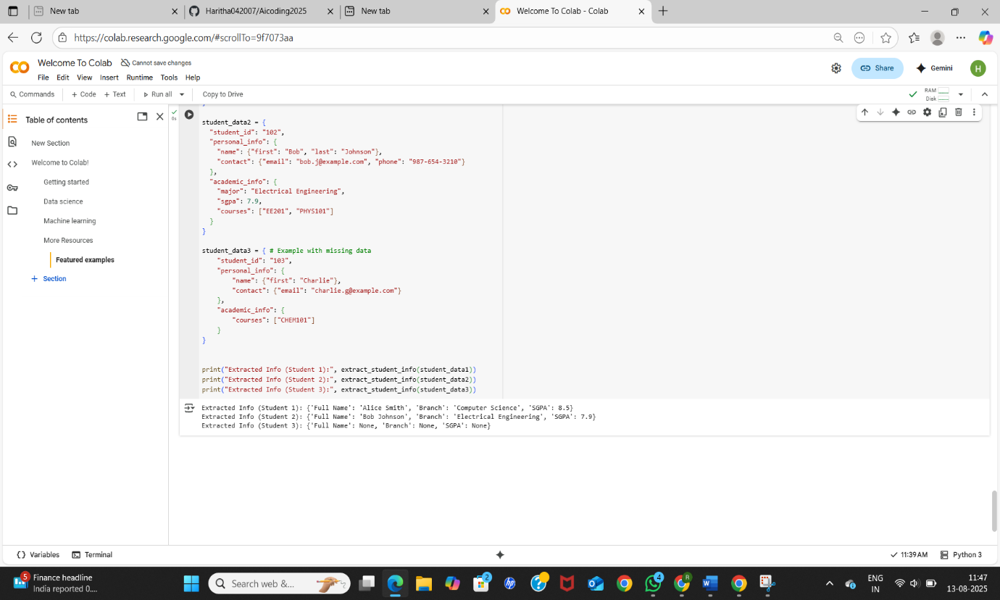 New tab
Haritha042007/Aicoding2025
New tab
Welcome To Colab - Colab
https://colab.research.google.com/#scrollTo=9f7073aa
Welcome To Colab
Cannot save changes
File Edit View Insert Runtime Tools Help
Share
Gemini
H
Commands
+ Code + Text
Run all
Copy to Drive
RAM
Disk
Table of contents
New Section
Welcome to Colab!
Getting started
Data science
Machine learning
More Resources
Featured examples
+ Section
0s
student_data2 = {
"student_id": "102",
"personal_info": {
"name": {"first": "Bob", "last": "Johnson"},
"contact": {"email": "bob.j@example.com", "phone": "987-654-3210"}
},
"academic_info": {
"major": "Electrical Engineering",
"sgpa": 7.9,
"courses": ["EE201", "PHYS101"]
}
}
student_data3 = { # Example with missing data
"student_id": "103",
"personal_info": {
"name": {"first": "Charlie"},
"contact": {"email": "charlie.g@example.com"}
},
"academic_info": {
"courses": ["CHEM101"]
}
}
print("Extracted Info (Student 1):", extract_student_info(student_data1))
print("Extracted Info (Student 2):", extract_student_info(student_data2))
print("Extracted Info (Student 3):", extract_student_info(student_data3))
Extracted Info (Student 1): {'Full Name': 'Alice Smith', 'Branch': 'Computer Science', 'SGPA': 8.5}
Extracted Info (Student 2): {'Full Name': 'Bob Johnson', 'Branch': 'Electrical Engineering', 'SGPA': 7.9}
Extracted Info (Student 3): {'Full Name': None, 'Branch': None, 'SGPA': None}
Variables
Terminal
11:39 AM
Python 3
5
Finance headline
India reported 0....
Search web &...
2
hp
4
R
ENG
IN
11:47
13-08-2025